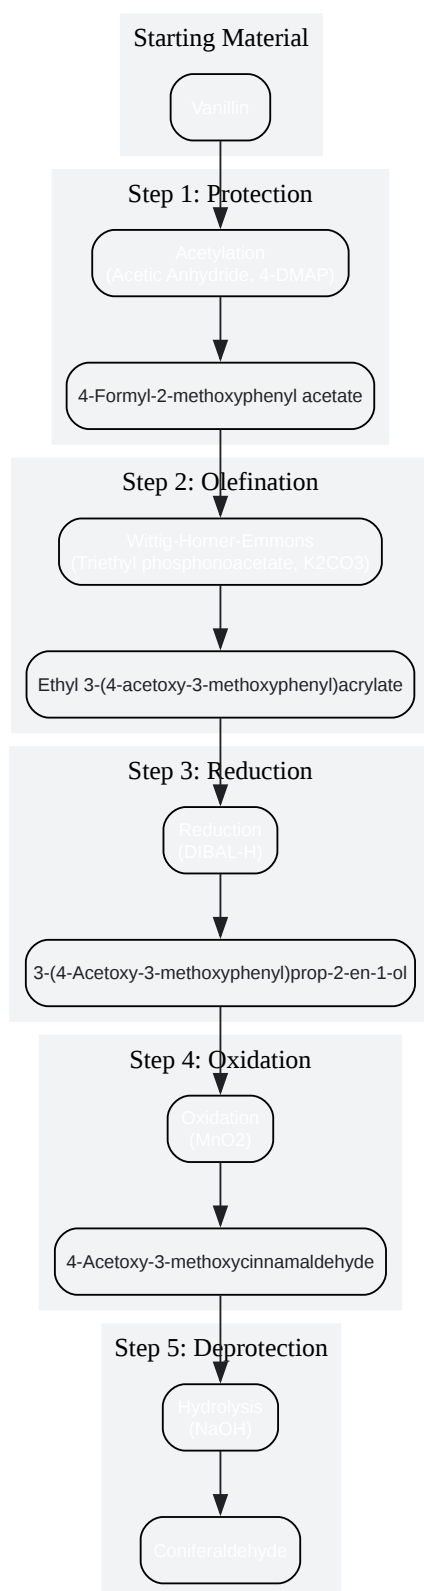 Starting Material
Vanillin
Step 1: Protection
Acetylation
(Acetic Anhydride, 4-DMAP)
4-Formyl-2-methoxyphenyl acetate
Step 2: Olefination
Wittig-Horner-Emmons
(Triethyl phosphonoacetate, K2CO3)
Ethyl 3-(4-acetoxy-3-methoxyphenyl)acrylate
Step 3: Reduction
Reduction
(DIBAL-H)
3-(4-Acetoxy-3-methoxyphenyl)prop-2-en-1-ol
Step 4: Oxidation
Oxidation
(MnO2)
4-Acetoxy-3-methoxycinnamaldehyde
Step 5: Deprotection
Hydrolysis
(NaOH)
Coniferaldehyde